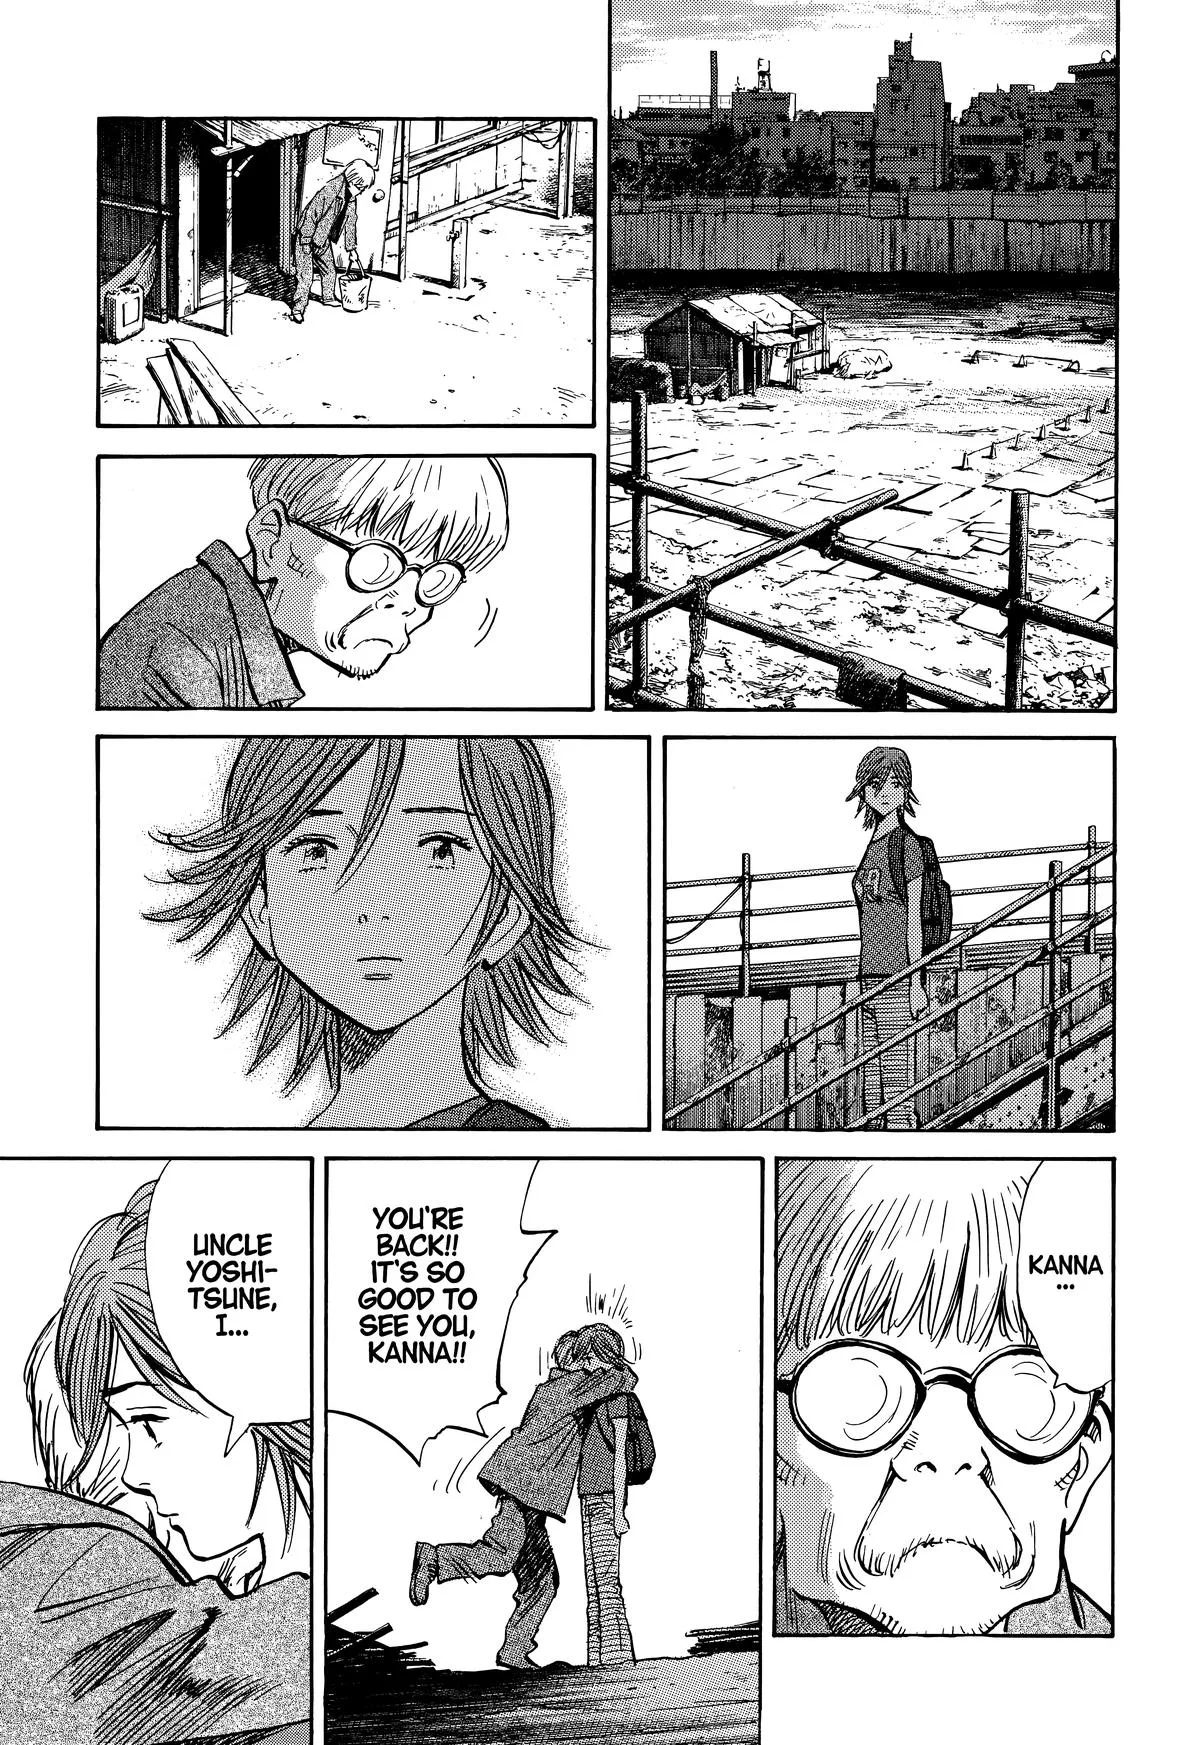 KANNA
...
YOU'RE
BACK!!
IT'S SO
GOOD TO
SEE YOU,
KANNA!!
UNCLE
YOSHI-
TSUNE,
I...